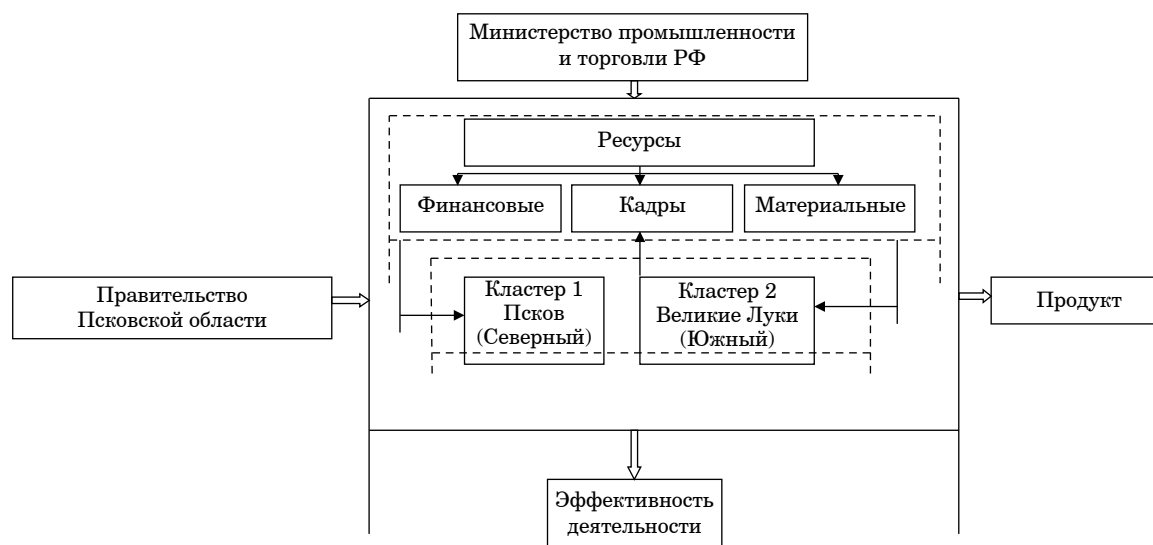 Министерство промышленности
и торговли РФ
Ресурсы
Финансовые
Кадры
Материальные
Правительство
Псковской области
Кластер 1
Псков
(Северный)
Кластер 2
Великие Луки
(Южный)
Продукт
Эффективность
деятельности